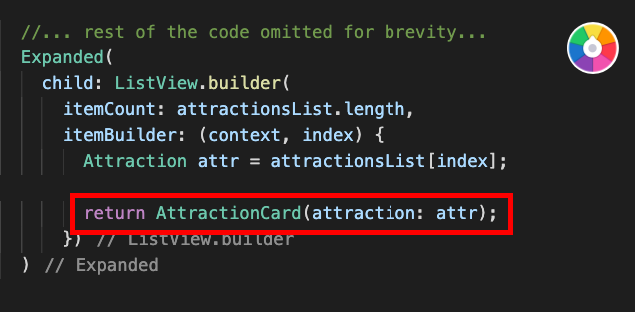 //... rest of the code omitted for brevity...
Expanded(
child: ListView.builder(
itemCount: attractionsList.length,
itemBuilder: (context, index) {
Attraction attr = attractionsList[index];
return AttractionCard(attraction: attr);
}) // ListView.builder
) // Expanded